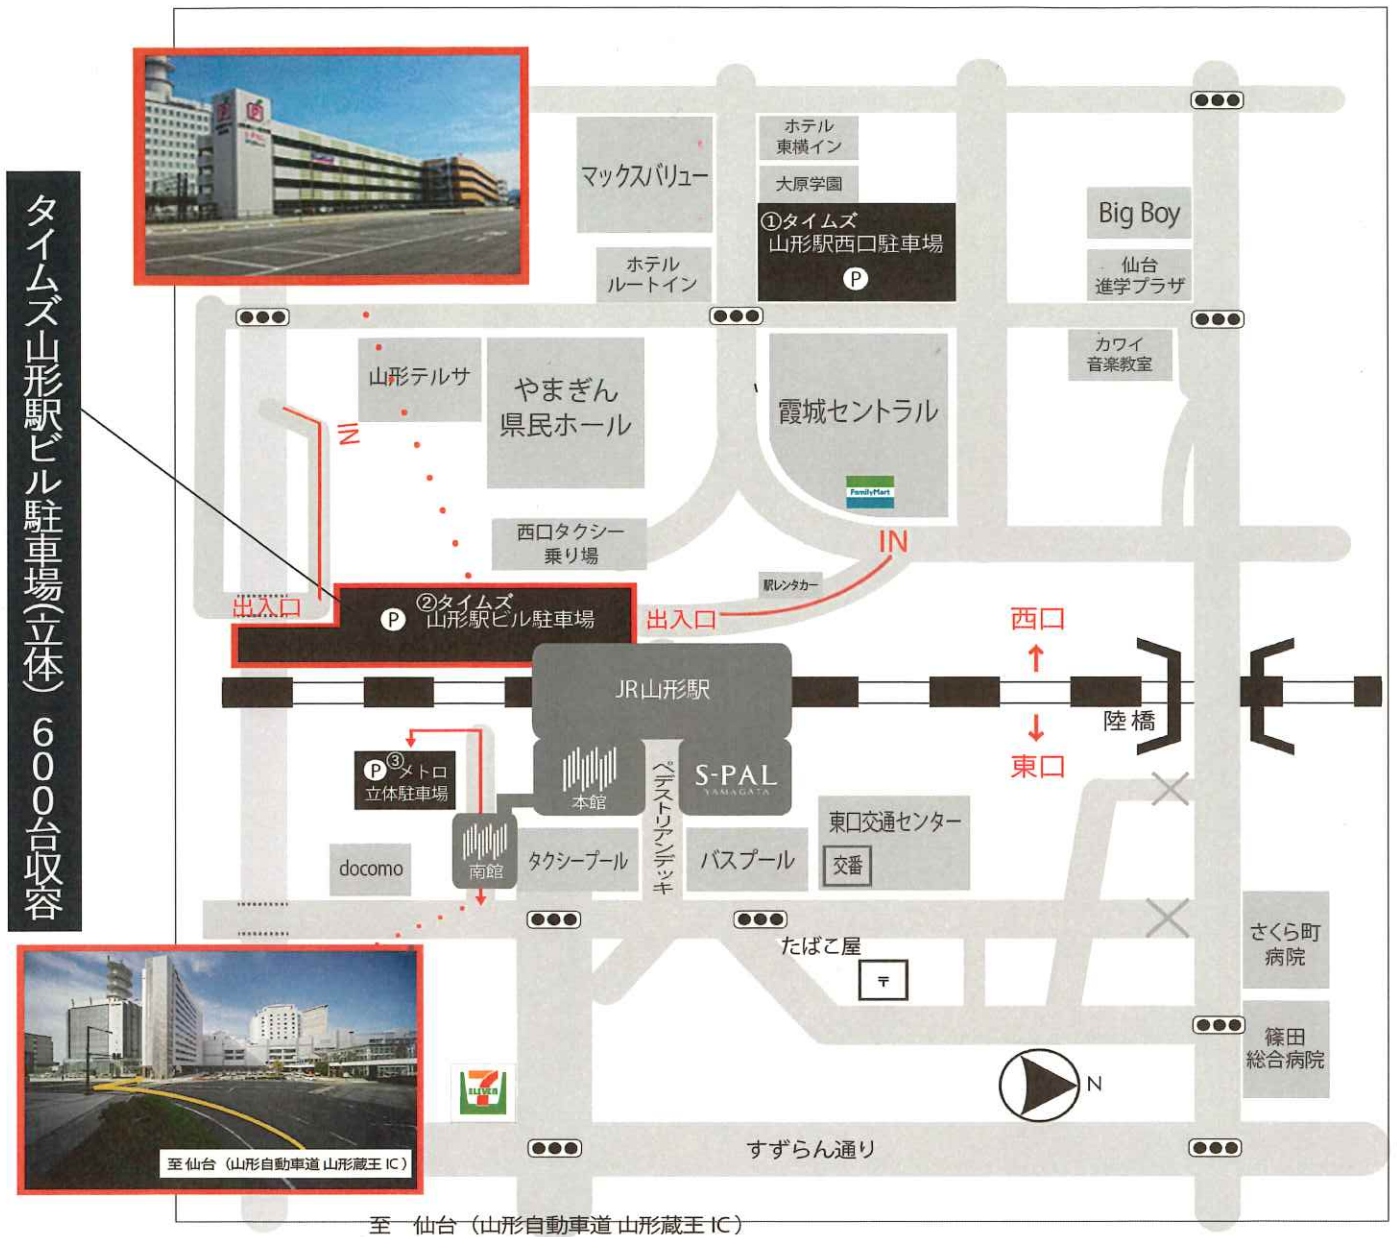 タイムズ山形駅ビル駐車場(立体) 600台収容
マックスバリュー
ホテル
東横イン
大原学園
①タイムズ
山形駅西口駐車場
P
Big Boy
仙台
進学プラザ
ホテル
ルートイン
カワイ
音楽教室
山形テルサ
やまぎん
県民ホール
霞城セントラル
FamilyMart
IN
西口タクシー
乗り場
IN
駅レンタカー
出入口
②タイムズ
P 山形駅ビル駐車場
出入口
西口
JR山形駅
陸橋
東口
P ③メトロ
立体駐車場
本館
ペデストリアンデッキ
S-PAL
YAMAGATA
東口交通センター
交番
docomo
南館
タクシープール
バスプール
たばこ屋
〒
さくら町
病院
篠田
総合病院
N
7
ELEVEN
すずらん通り
至 仙台（山形自動車道 山形蔵王 IC）
至 仙台（山形自動車道 山形蔵王 IC）